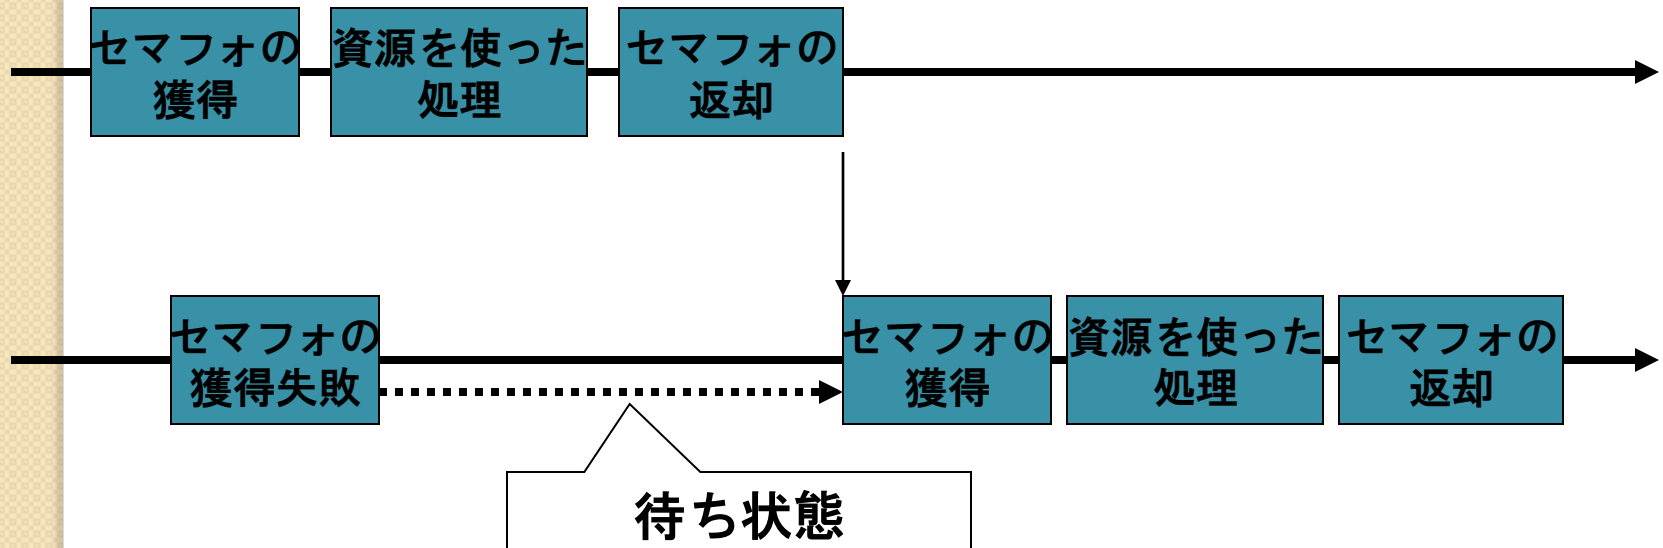 セマフォの
獲得
資源を使った
処理
セマフォの
返却
セマフォの
獲得失敗
セマフォの
獲得
資源を使った
処理
セマフォの
返却
待ち状態